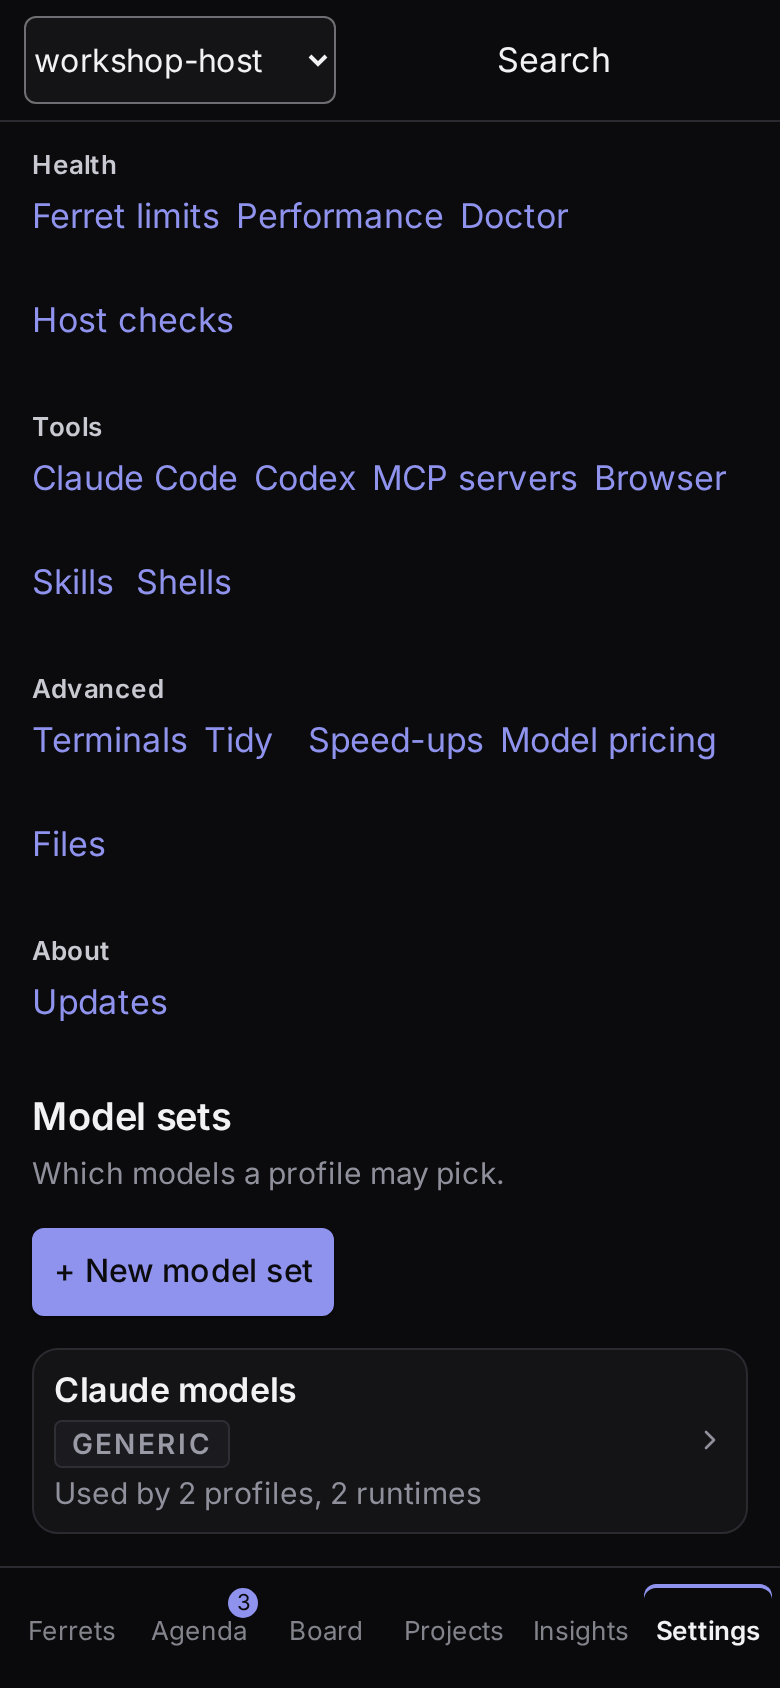 workshop-host Search
Health
Ferret limits Performance Doctor
Host checks
Tools
Claude Code Codex MCP servers Browser
Skills Shells
Advanced
Terminals Tidy Speed-ups Model pricing
Files
About
Updates
Model sets
Which models a profile may pick.
+ New model set
Claude models
GENERIC
Used by 2 profiles, 2 runtimes
3
Ferrets Agenda Board Projects Insights Settings